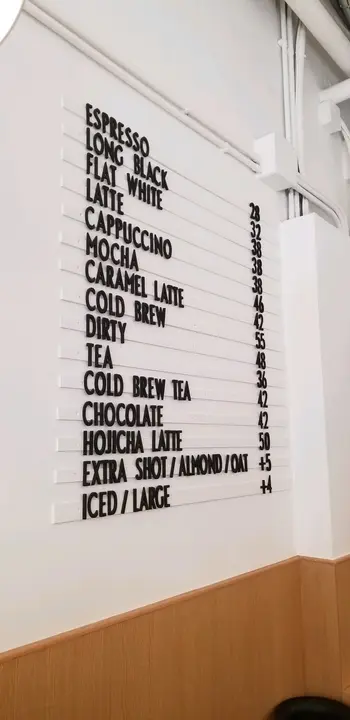 ESPRESSO 28
LONG BLACK 32
FLAT WHITE 38
LATTE 38
CAPPUCCINO 38
MOCHA 46
CARAMEL LATTE 42
COLD BREW 55
DIRTY 48
TEA 36
COLD BREW TEA 42
CHOCOLATE 42
HOJICHA LATTE 50
EXTRA SHOT / ALMOND / OAT +5
ICED / LARGE +4